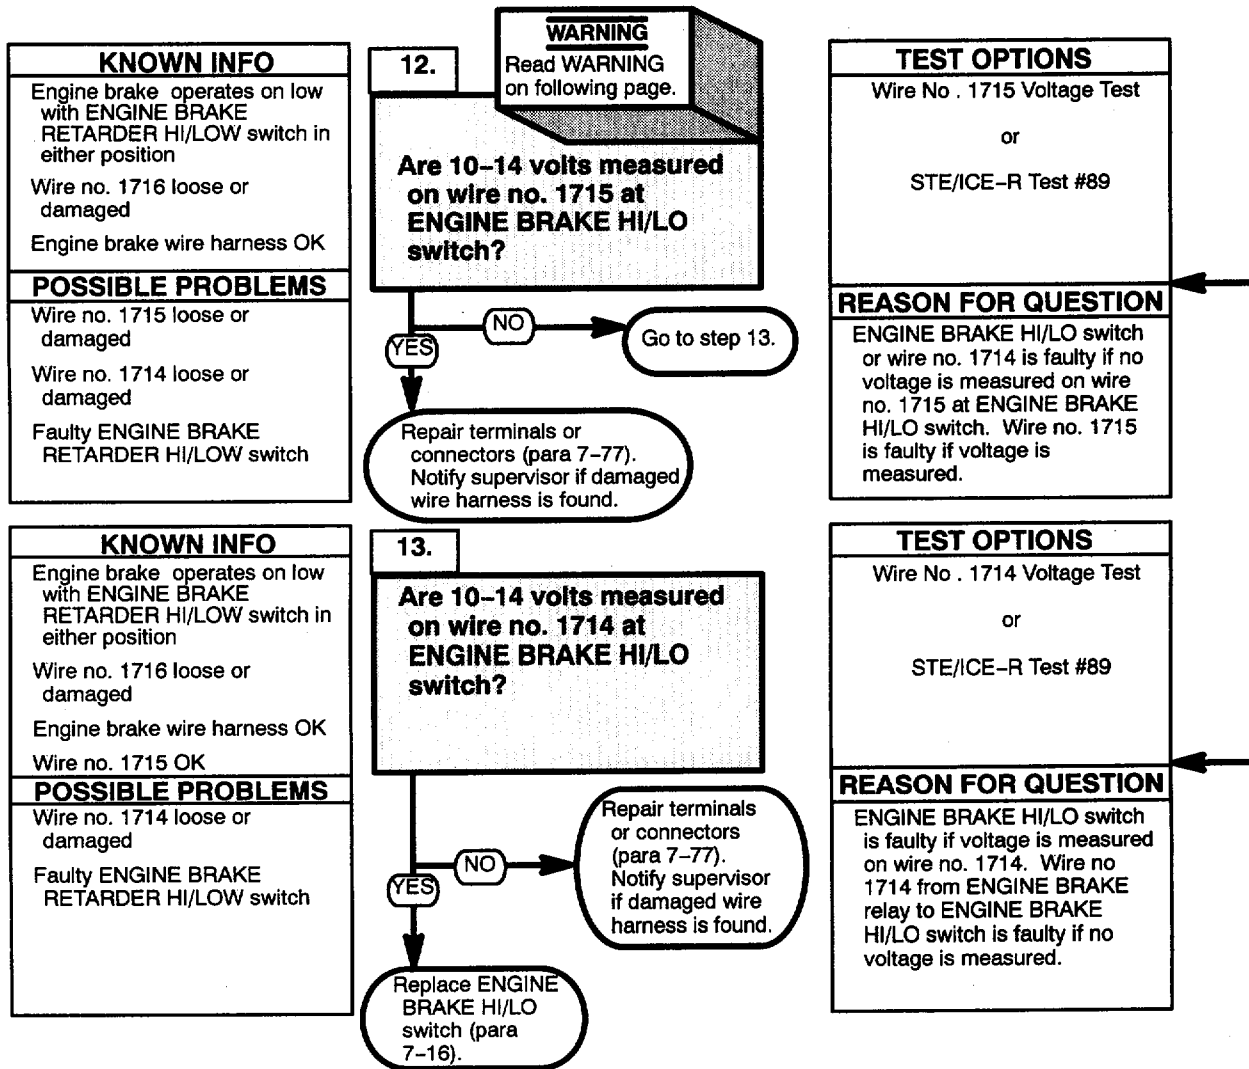 KNOWN INFO
Engine brake operates on low
with ENGINE BRAKE
RETARDER HI/LOW switch in
either position
Wire no. 1716 loose or
damaged
Engine brake wire harness OK
POSSIBLE PROBLEMS
Wire no. 1715 loose or
damaged
Wire no. 1714 loose or
damaged
Faulty ENGINE BRAKE
RETARDER HI/LOW switch
12.
WARNING
Read WARNING
on following page.
Are 10–14 volts measured
on wire no. 1715 at
ENGINE BRAKE HI/LO
switch?
NO
Go to step 13.
YES
Repair terminals or
connectors (para 7–77).
Notify supervisor if damaged
wire harness is found.
TEST OPTIONS
Wire No . 1715 Voltage Test
or
STE/ICE–R Test #89
REASON FOR QUESTION
ENGINE BRAKE HI/LO switch
or wire no. 1714 is faulty if no
voltage is measured on wire
no. 1715 at ENGINE BRAKE
HI/LO switch. Wire no. 1715
is faulty if voltage is
measured.
KNOWN INFO
Engine brake operates on low
with ENGINE BRAKE
RETARDER HI/LOW switch in
either position
Wire no. 1716 loose or
damaged
Engine brake wire harness OK
Wire no. 1715 OK
POSSIBLE PROBLEMS
Wire no. 1714 loose or
damaged
Faulty ENGINE BRAKE
RETARDER HI/LOW switch
13.
Are 10–14 volts measured
on wire no. 1714 at
ENGINE BRAKE HI/LO
switch?
NO
Repair terminals
or connectors
(para 7–77).
Notify supervisor
if damaged wire
harness is found.
YES
Replace ENGINE
BRAKE HI/LO
switch (para
7–16).
TEST OPTIONS
Wire No . 1714 Voltage Test
or
STE/ICE–R Test #89
REASON FOR QUESTION
ENGINE BRAKE HI/LO switch
is faulty if voltage is measured
on wire no. 1714. Wire no
1714 from ENGINE BRAKE
relay to ENGINE BRAKE
HI/LO switch is faulty if no
voltage is measured.